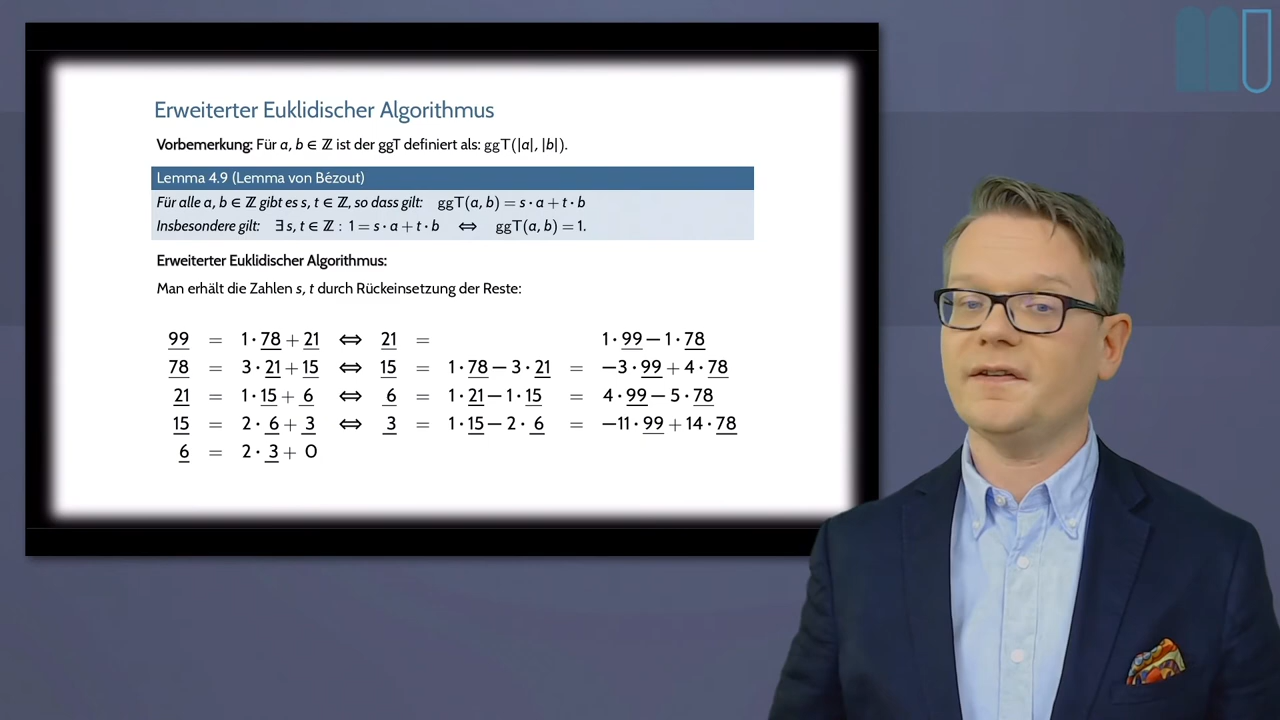 Erweiterter Euklidischer Algorithmus
Vorbemerkung: Für a, b ∈ ℤ ist der ggT definiert als: ggT(|a|, |b|).
Lemma 4.9 (Lemma von Bézout)
Für alle a, b ∈ ℤ gibt es s, t ∈ ℤ, so dass gilt: ggT(a, b) = s · a + t · b
Insbesondere gilt: ∃ s, t ∈ ℤ : 1 = s · a + t · b ⇔ ggT(a, b) = 1.
Erweiterter Euklidischer Algorithmus:
Man erhält die Zahlen s, t durch Rückeinsetzung der Reste:
99 = 1 · 78 + 21 ⇔ 21 = 1 · 99 − 1 · 78
78 = 3 · 21 + 15 ⇔ 15 = 1 · 78 − 3 · 21 = −3 · 99 + 4 · 78
21 = 1 · 15 + 6 ⇔ 6 = 1 · 21 − 1 · 15 = 4 · 99 − 5 · 78
15 = 2 · 6 + 3 ⇔ 3 = 1 · 15 − 2 · 6 = −11 · 99 + 14 · 78
6 = 2 · 3 + 0